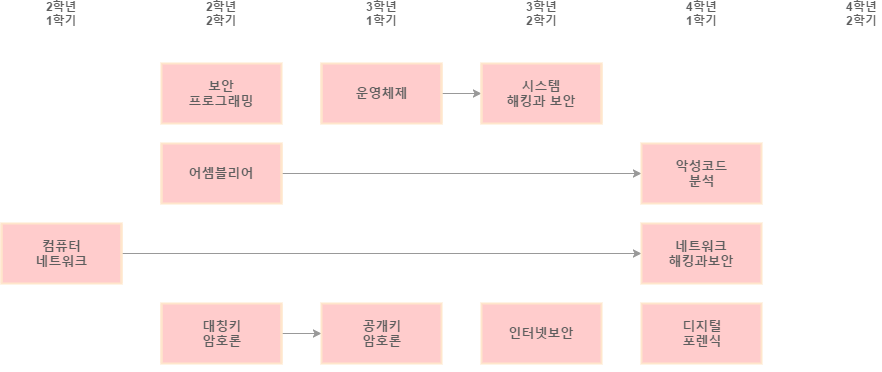 2학년
1학기
2학년
2학기
3학년
1학기
3학년
2학기
4학년
1학기
4학년
2학기
보안
프로그래밍
운영체제
시스템
해킹과 보안
어셈블리어
악성코드
분석
컴퓨터
네트워크
네트워크
해킹과보안
대칭키
암호론
공개키
암호론
인터넷보안
디지털
포렌식